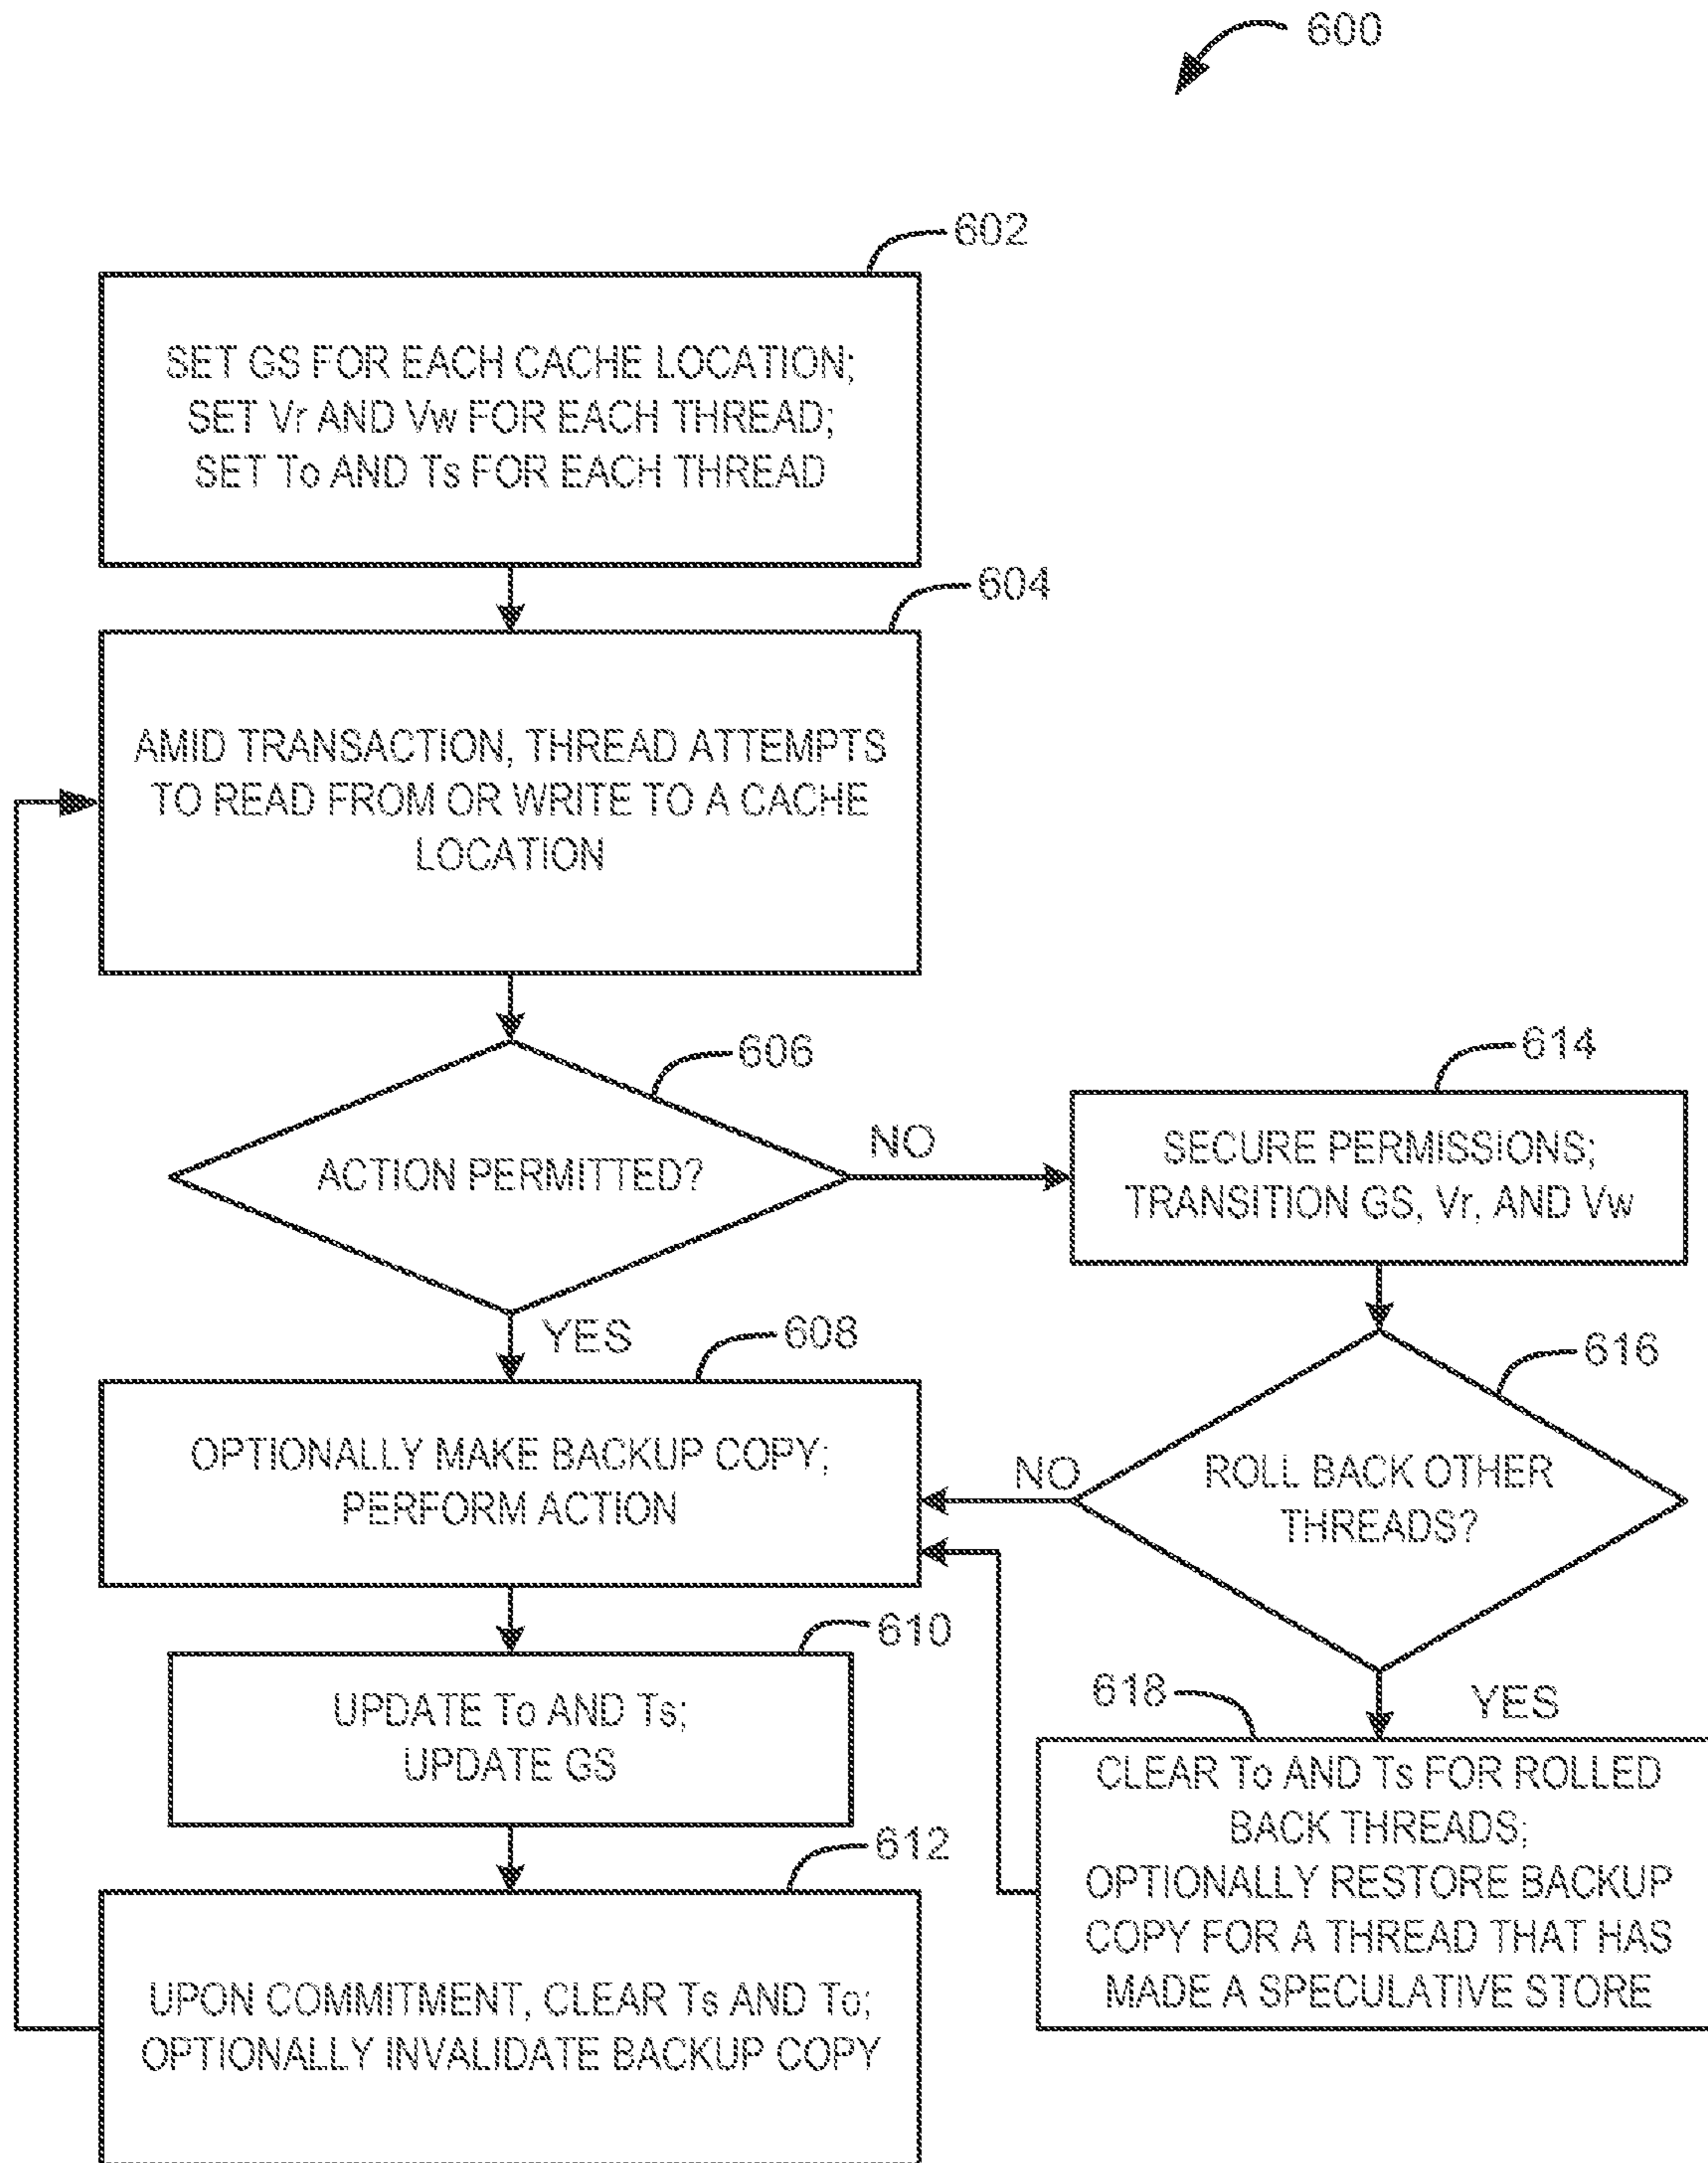 600
602
SET GS FOR EACH CACHE LOCATION;
SET Vr AND Vw FOR EACH THREAD;
SET To AND Ts FOR EACH THREAD
604
AMID TRANSACTION, THREAD ATTEMPTS
TO READ FROM OR WRITE TO A CACHE
LOCATION
606
ACTION PERMITTED?
NO
YES
614
SECURE PERMISSIONS;
TRANSITION GS, Vr, AND Vw
608
OPTIONALLY MAKE BACKUP COPY;
PERFORM ACTION
616
ROLL BACK OTHER
THREADS?
NO
YES
610
UPDATE To AND Ts;
UPDATE GS
618
CLEAR To AND Ts FOR ROLLED
BACK THREADS;
OPTIONALLY RESTORE BACKUP
COPY FOR A THREAD THAT HAS
MADE A SPECULATIVE STORE
612
UPON COMMITMENT, CLEAR Ts AND To;
OPTIONALLY INVALIDATE BACKUP COPY